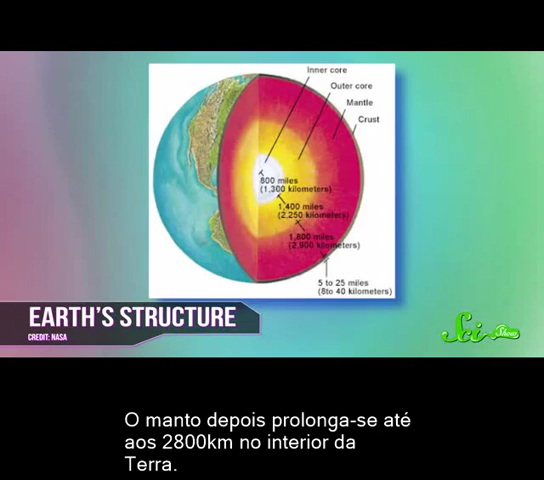 Inner core
Outer core
Mantle
Crust
800 miles
(1,300 kilometers)
1,400 miles
(2,250 kilometers)
1,800 miles
(2,900 kilometers)
5 to 25 miles
(8to 40 kilometers)
EARTH'S STRUCTURE
CREDIT: NASA
Sci Show
O manto depois prolonga-se até
aos 2800km no interior da
Terra.